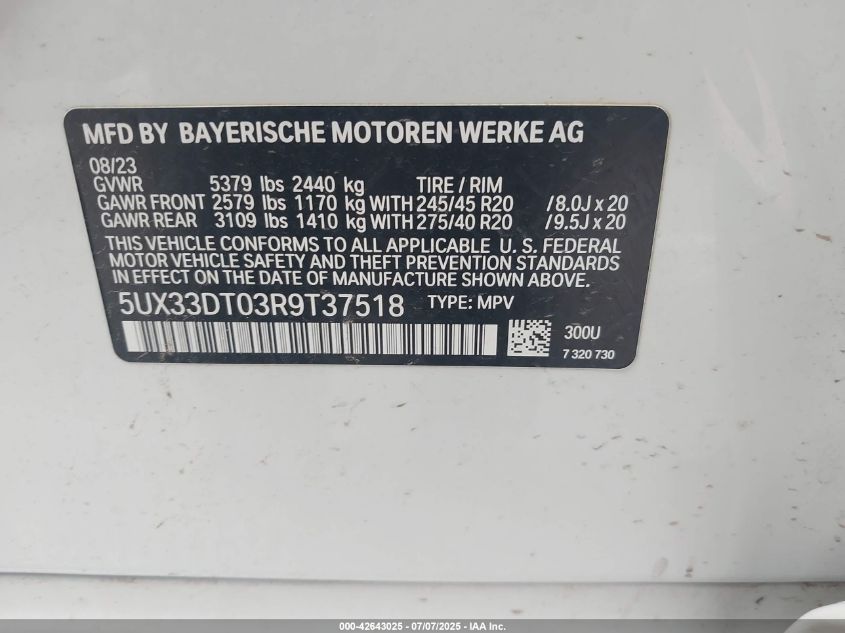 MFD BY BAYERISCHE MOTOREN WERKE AG
08/23
GVWR 5379 lbs 2440 kg TIRE / RIM
GAWR FRONT 2579 lbs 1170 kg WITH 245/45 R20 / 8.0J x 20
GAWR REAR 3109 lbs 1410 kg WITH 275/40 R20 / 9.5J x 20
THIS VEHICLE CONFORMS TO ALL APPLICABLE U. S. FEDERAL
MOTOR VEHICLE SAFETY AND THEFT PREVENTION STANDARDS
IN EFFECT ON THE DATE OF MANUFACTURE SHOWN ABOVE.
5UX33DT03R9T37518 TYPE: MPV
300U
7 320 730
000-42643025 - 07/07/2025 - IAA Inc.